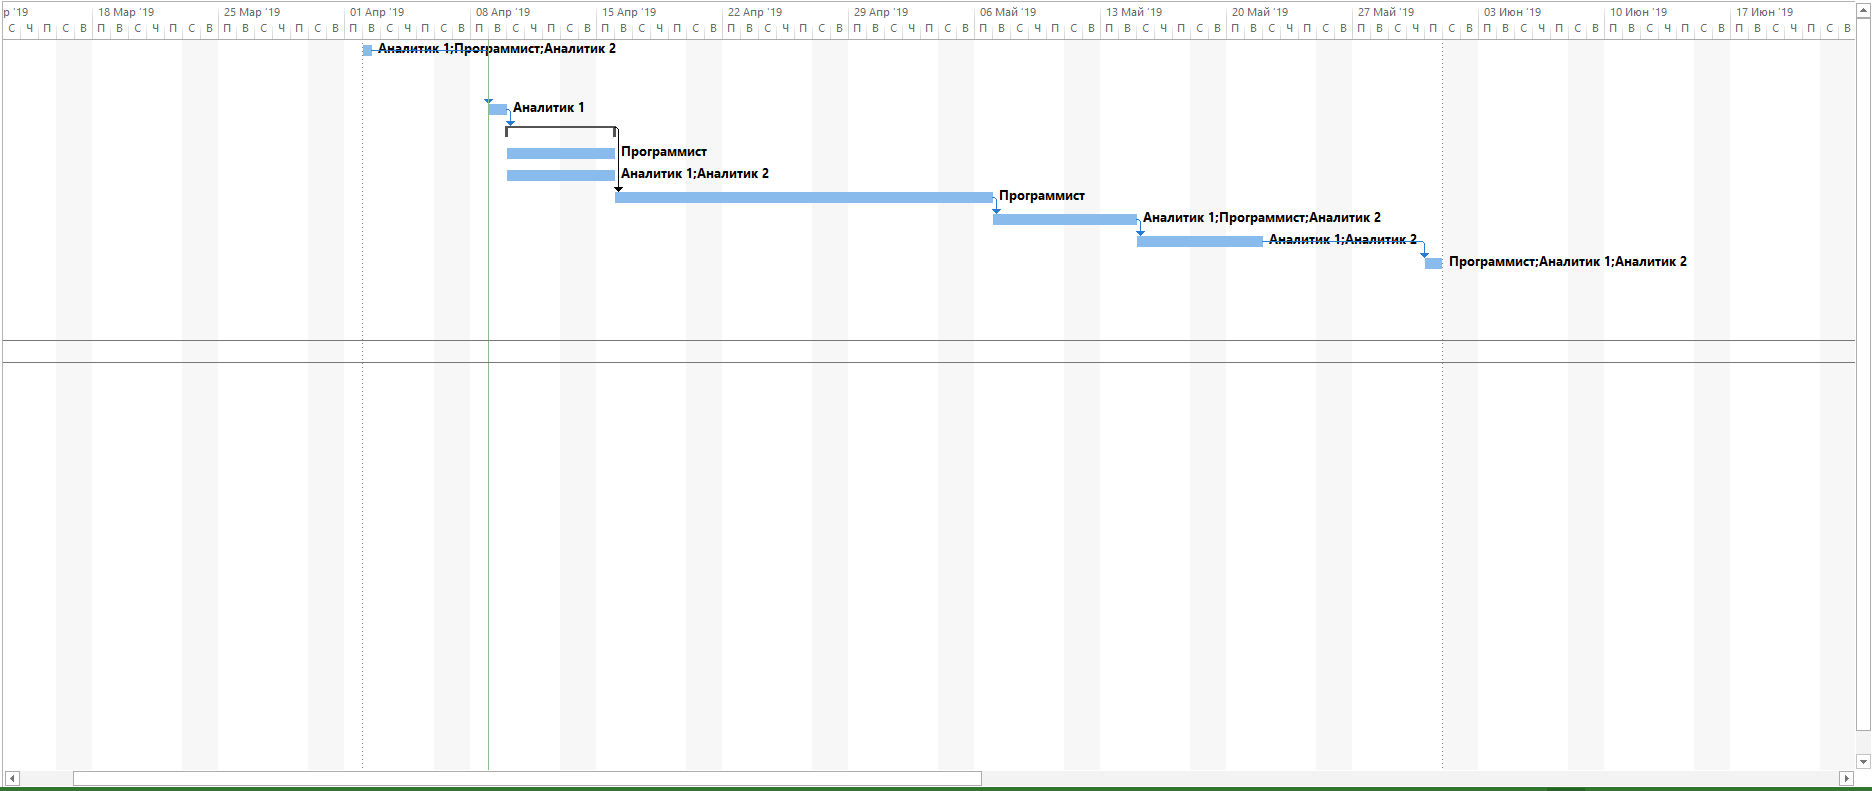 р '19 18 Мар '19 25 Мар '19 01 Апр '19 08 Апр '19 15 Апр '19 22 Апр '19 29 Апр '19 06 Май '19 13 Май '19 20 Май '19 27 Май '19 03 Июн '19 10 Июн '19 17 Июн '19
С Ч П С В П В С Ч П С В П В С Ч П С В П В С Ч П С В П В С Ч П С В П В С Ч П С В П В С Ч П С В П В С Ч П С В П В С Ч П С В П В С Ч П С В П В С Ч П С В П В С Ч П С В П В С Ч П С В П В С Ч П С В П В С Ч П С В
Аналитик 1;Программист;Аналитик 2
Аналитик 1
Программист
Аналитик 1;Аналитик 2
Программист
Аналитик 1;Программист;Аналитик 2
Аналитик 1;Аналитик 2
Программист;Аналитик 1;Аналитик 2